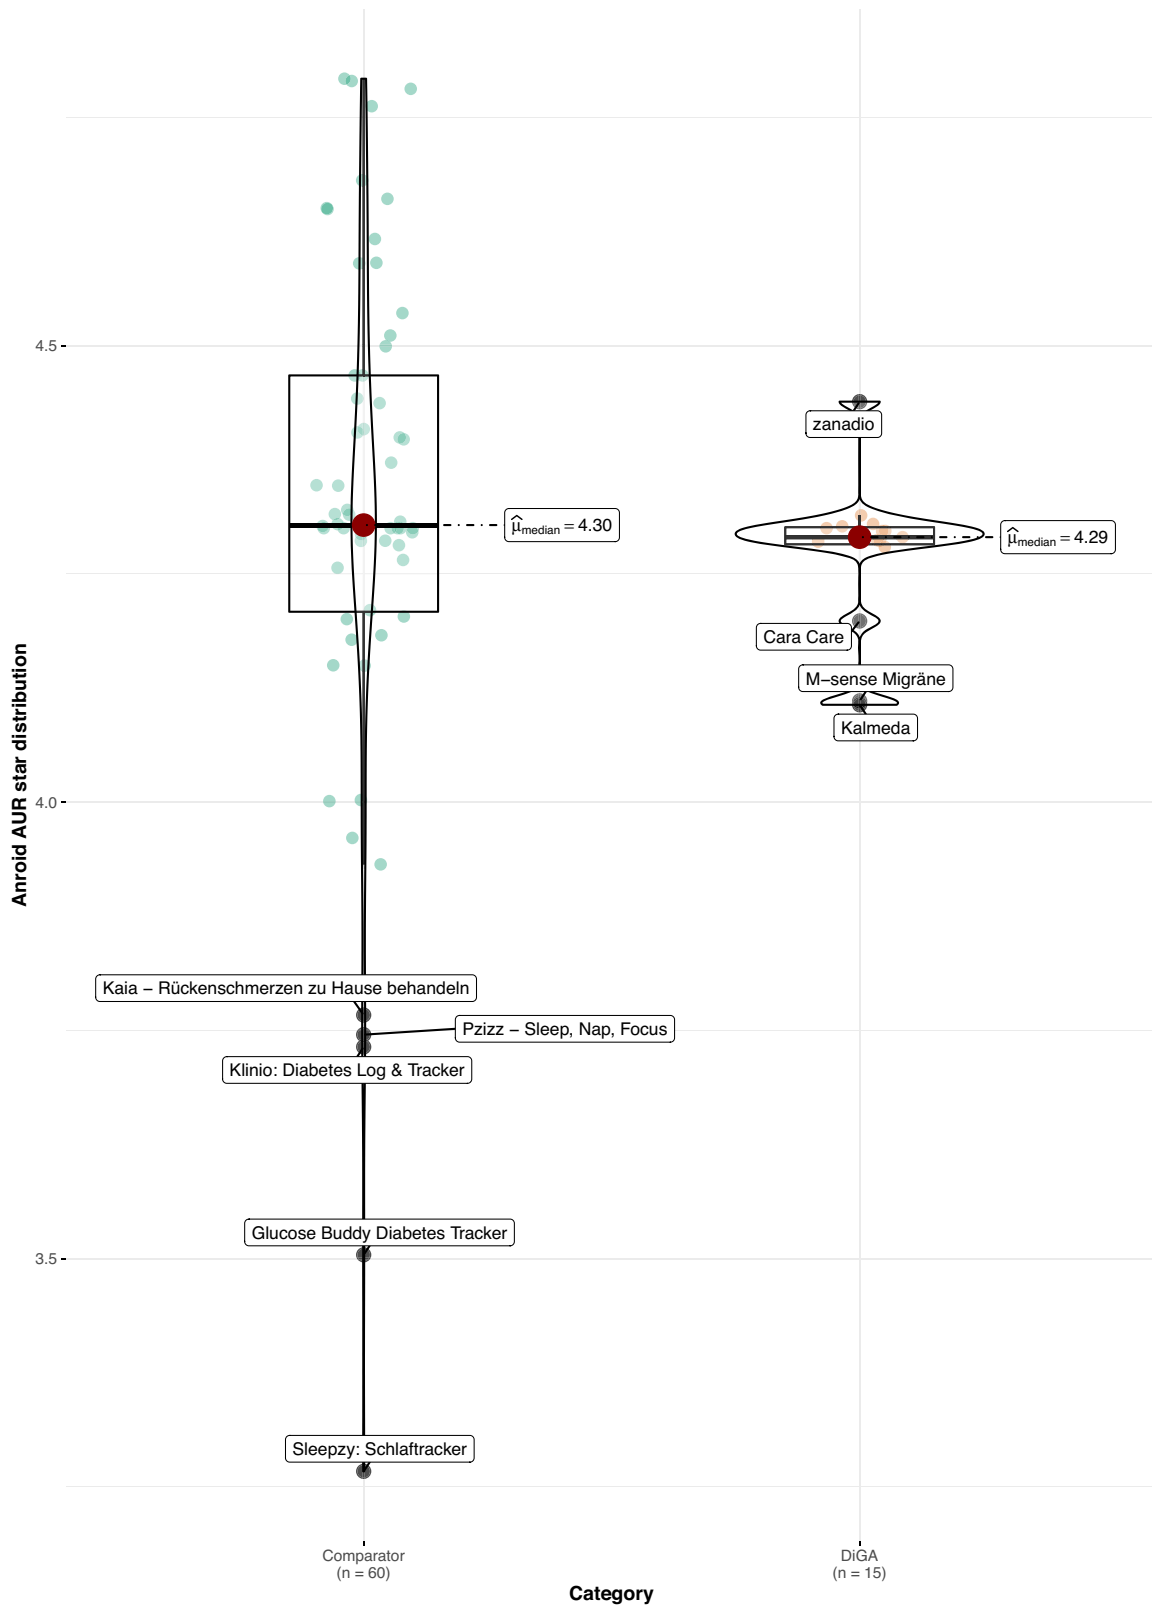 4.5
zanadio
μ̂median = 4.30
μ̂median = 4.29
Cara Care
M−sense Migräne
Kalmeda
Anroid AUR star distribution
4.0
Kaia − Rückenschmerzen zu Hause behandeln
Pzizz − Sleep, Nap, Focus
Klinio: Diabetes Log & Tracker
Glucose Buddy Diabetes Tracker
3.5
Sleepzy: Schlaftracker
Comparator
(n = 60)
DiGA
(n = 15)
Category